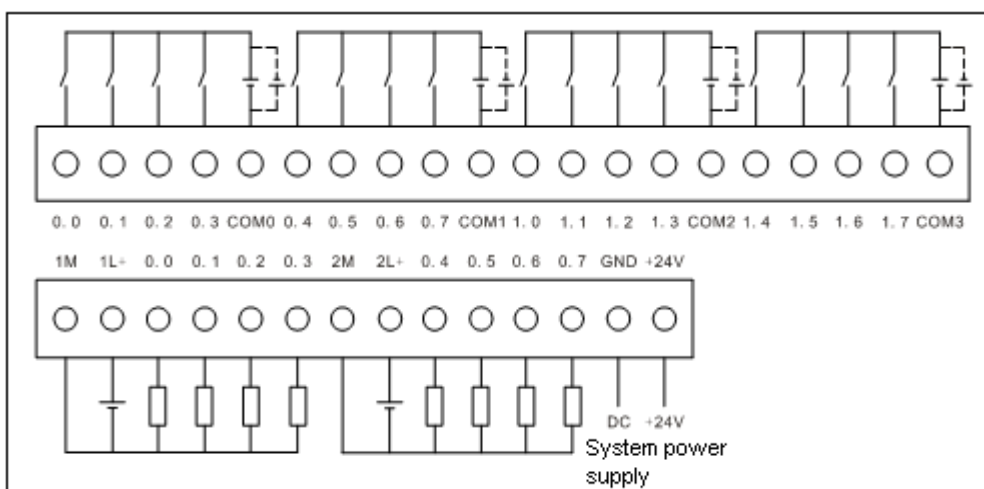 0. 0 0. 1 0. 2 0. 3 COM0 0. 4 0. 5 0. 6 0. 7 COM1 1. 0 1. 1 1. 2 1. 3 COM2 1. 4 1. 5 1. 6 1. 7 COM3
1M 1L+ 0. 0 0. 1 0. 2 0. 3 2M 2L+ 0. 4 0. 5 0. 6 0. 7 GND +24V
DC +24V
System power
supply